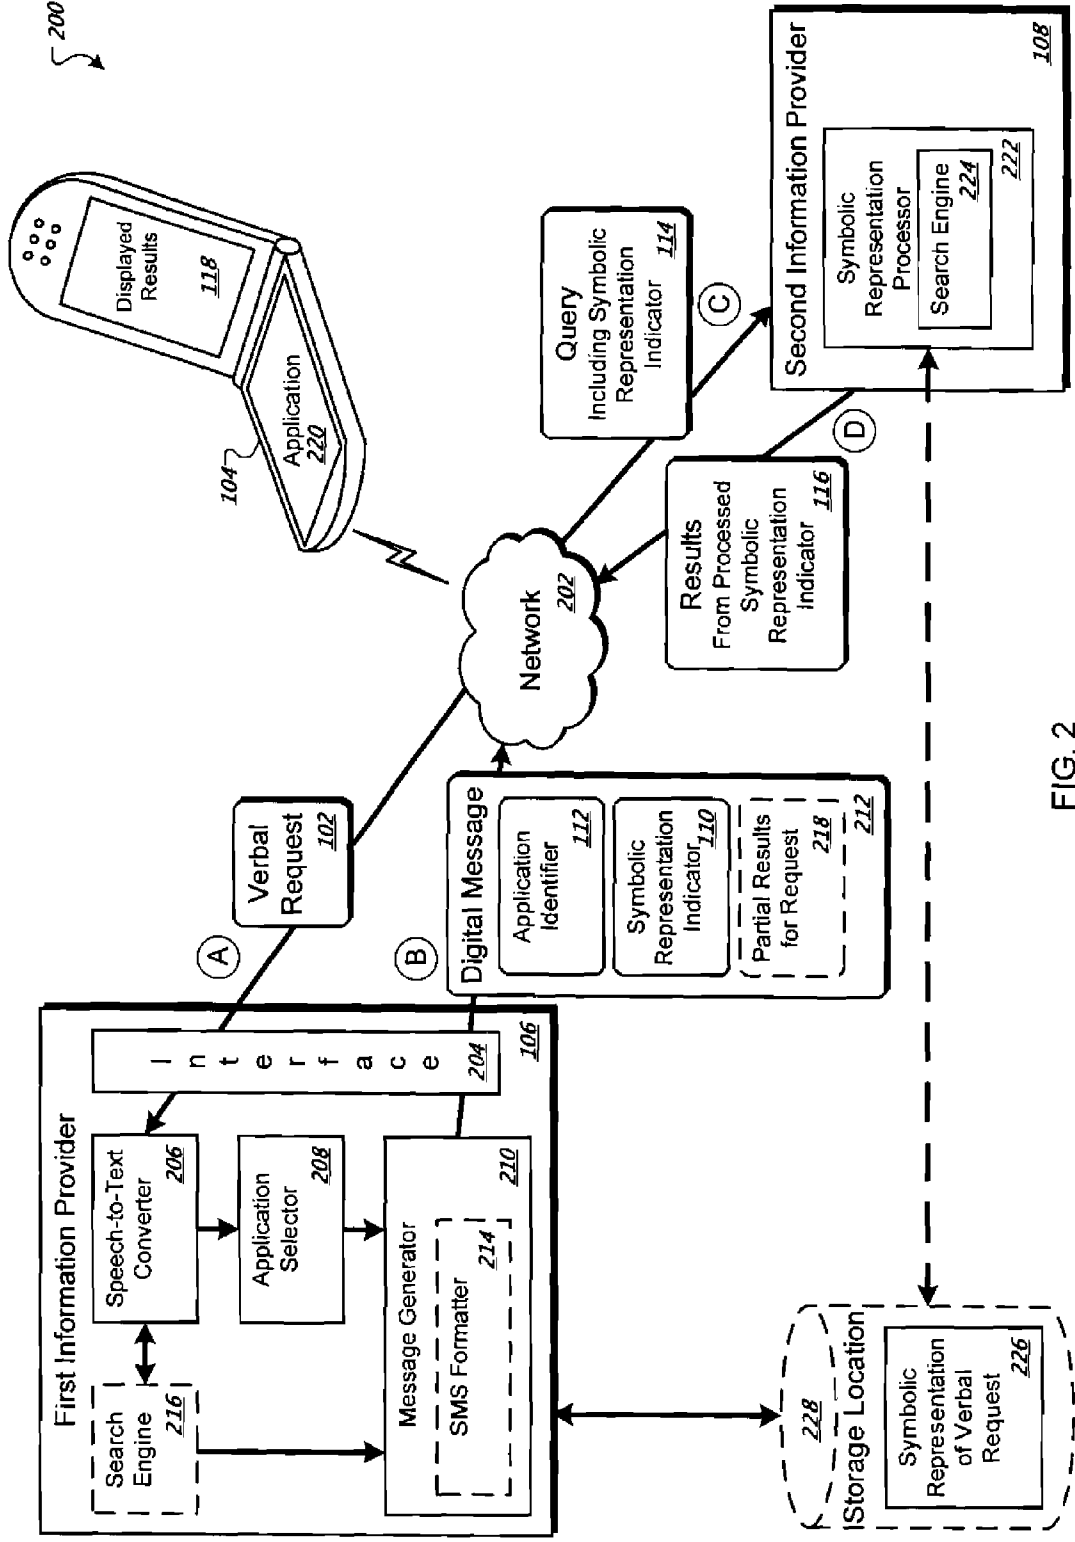 200
First Information Provider
Search
Engine
216
Speech-to-Text
Converter
206
Application
Selector
208
Message Generator
210
SMS Formatter
214
Interface
204
106
A
Verbal
Request
102
B
Digital Message
Application
Identifier
112
Symbolic
Representation
Indicator
110
Partial Results
for Request
218
212
Network
202
104
Application
220
Displayed
Results
118
Query
Including Symbolic
Representation
Indicator
114
C
Results
From Processed
Symbolic
Representation
Indicator
116
D
Second Information Provider
Symbolic
Representation
Processor
Search Engine
224
222
108
228
Storage Location
Symbolic
Representation
of Verbal
Request
226
FIG. 2